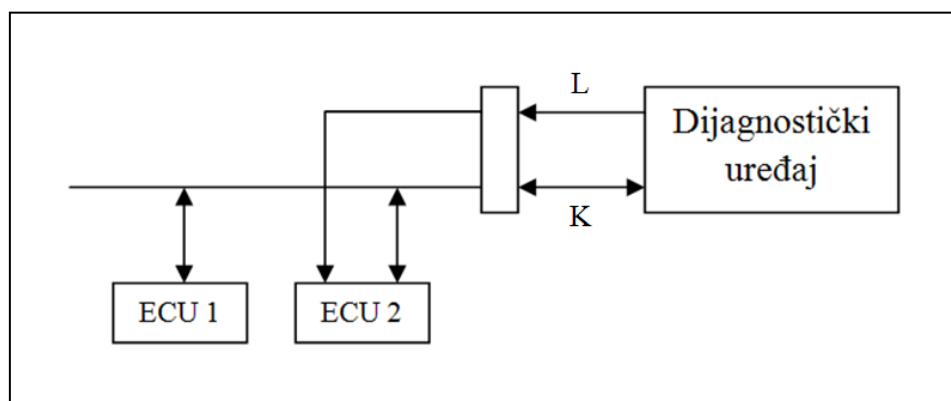 L
Dijagnostički
uređaj
K
ECU 1
ECU 2